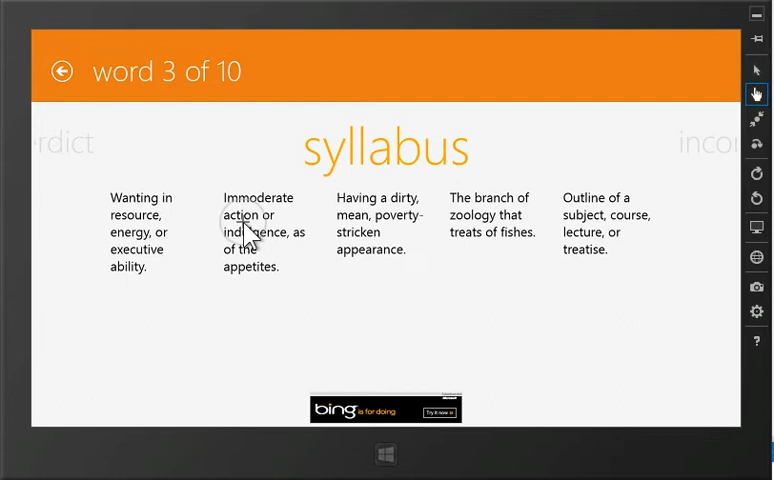 word 3 of 10
rdict
syllabus
incor
Wanting in
resource,
energy, or
executive
ability.
Immoderate
action or
indulgence, as
of the
appetites.
Having a dirty,
mean, poverty-
stricken
appearance.
The branch of
zoology that
treats of fishes.
Outline of a
subject, course,
lecture, or
treatise.
bing is for doing
Try it now